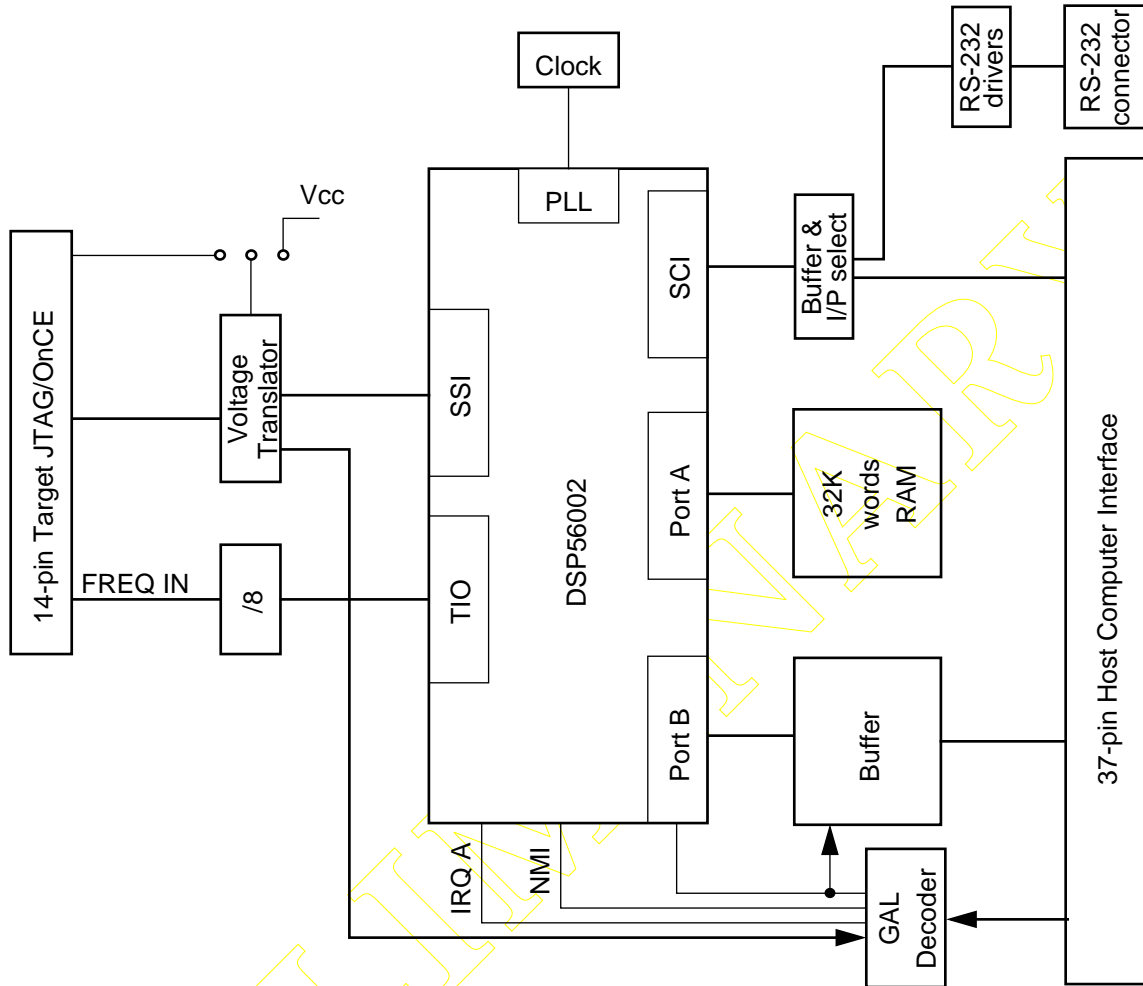 Clock
RS-232
drivers
RS-232
connector
PLL
Vcc
14-pin Target JTAG/OnCE
Voltage
Translator
SSI
SCI
Buffer &
I/P select
FREQ IN
/8
TIO
DSP56002
Port A
32K
words
RAM
Port B
Buffer
37-pin Host Computer Interface
IRQ A
NMI
GAL
Decoder